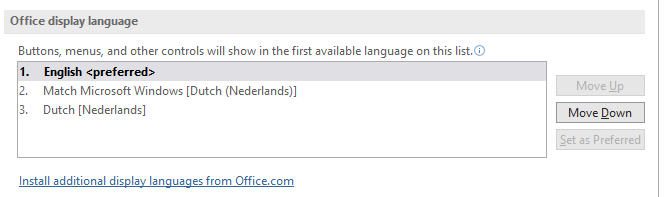 Office display language
Buttons, menus, and other controls will show in the first available language on this list.
1. English <preferred>
2. Match Microsoft Windows [Dutch (Nederlands)]
3. Dutch [Nederlands]
Move Up
Move Down
Set as Preferred
Install additional display languages from Office.com